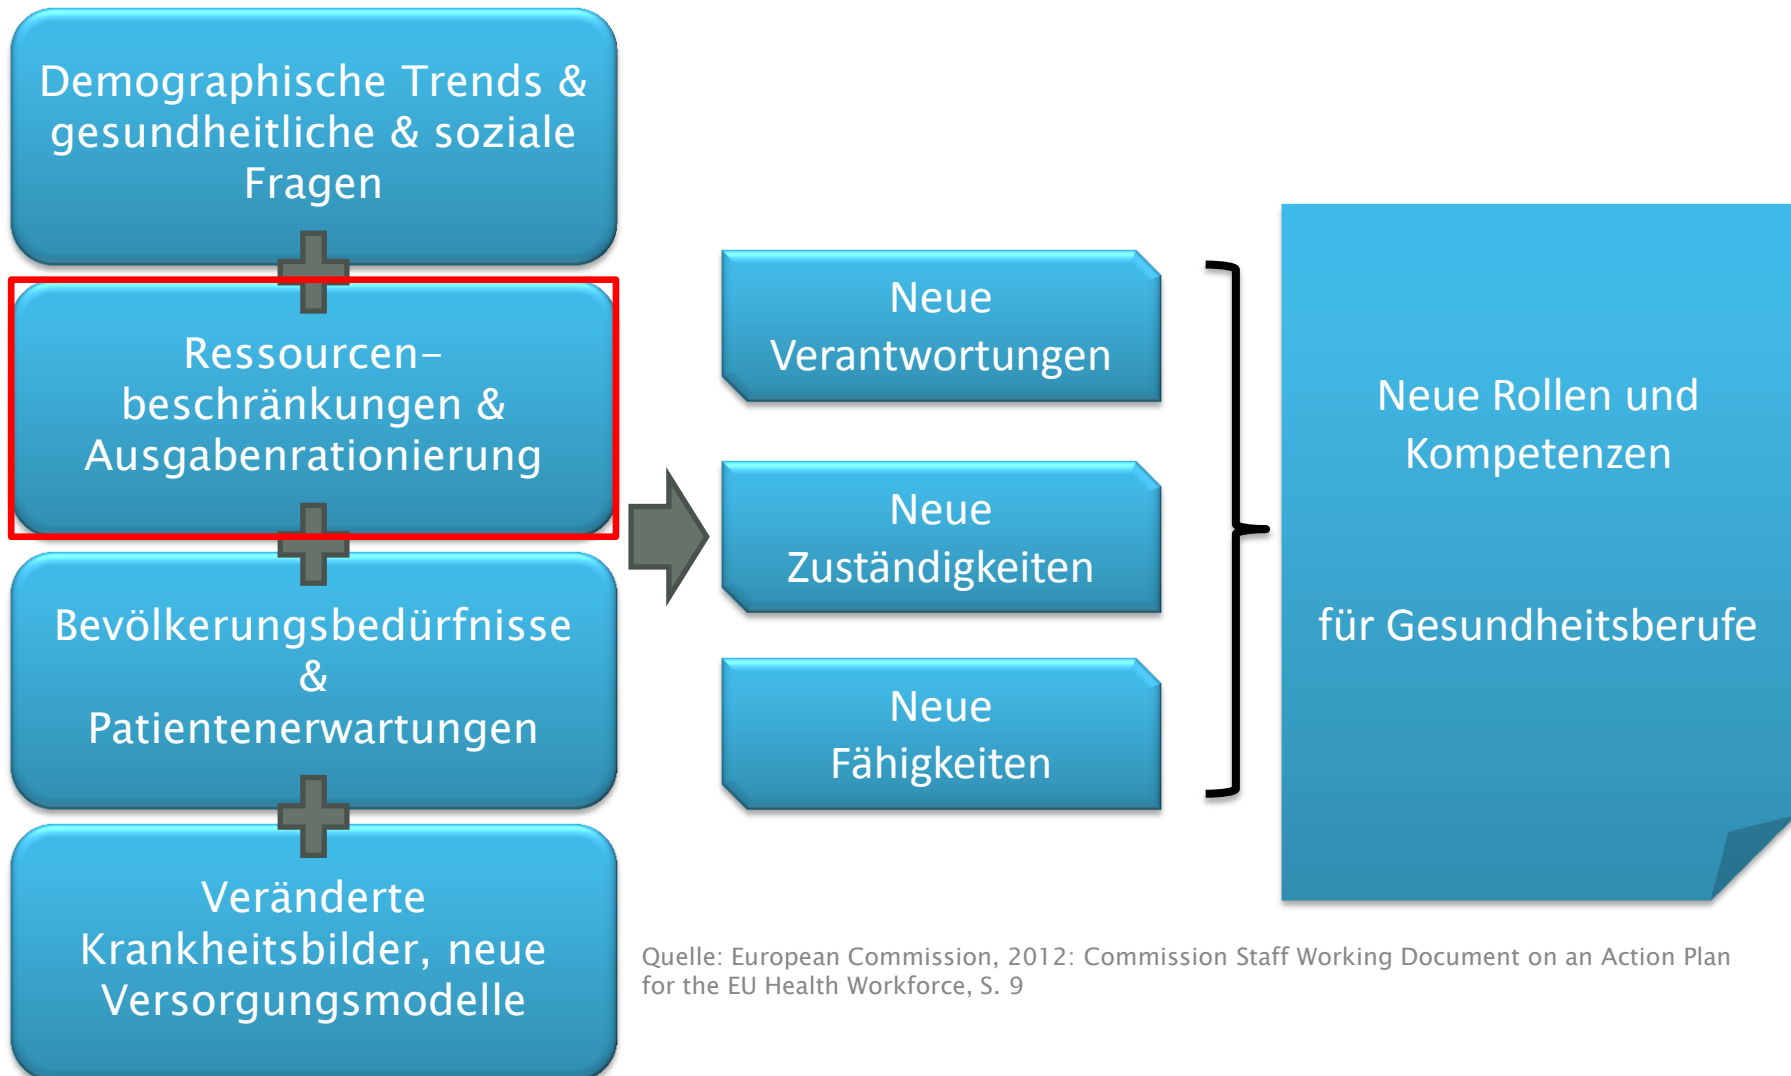 Demographische Trends &
gesundheitliche & soziale
Fragen
Ressourcen-
beschränkungen &
Ausgabenrationierung
Bevölkerungsbedürfnisse
&
Patientenerwartungen
Veränderte
Krankheitsbilder, neue
Versorgungsmodelle
Neue
Verantwortungen
Neue
Zuständigkeiten
Neue
Fähigkeiten
Neue Rollen und
Kompetenzen
für Gesundheitsberufe
Quelle: European Commission, 2012: Commission Staff Working Document on an Action Plan
for the EU Health Workforce, S. 9